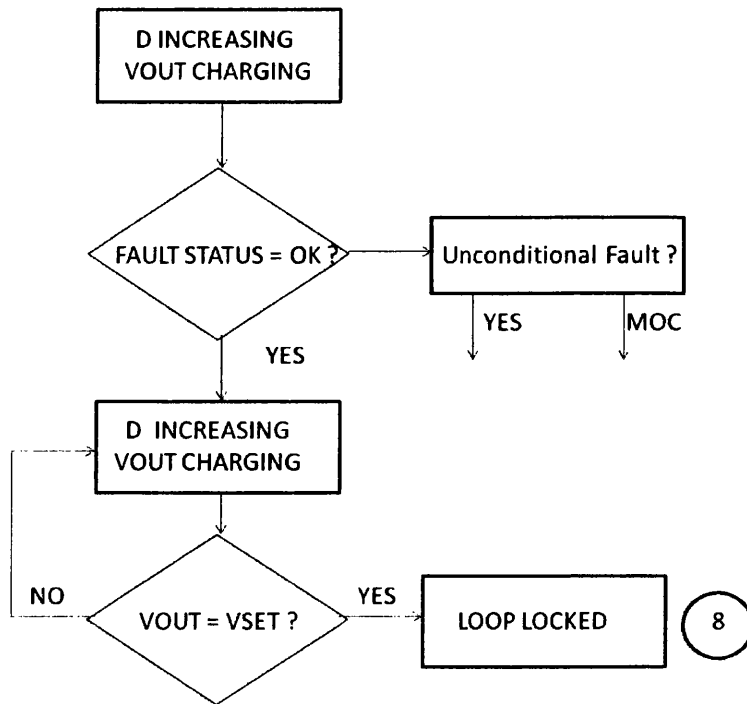 D INCREASING
VOUT CHARGING
FAULT STATUS = OK ?
Unconditional Fault ?
YES
MOC
YES
D INCREASING
VOUT CHARGING
NO
VOUT = VSET ?
YES
LOOP LOCKED
8